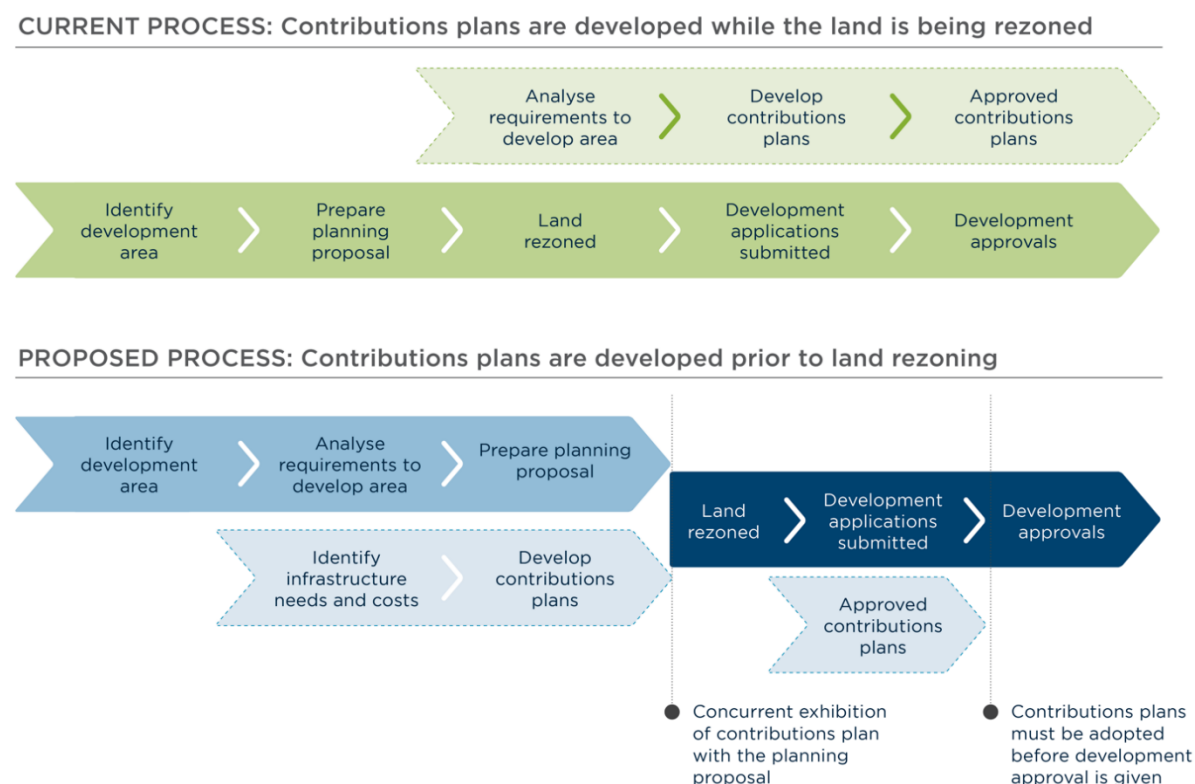 CURRENT PROCESS: Contributions plans are developed while the land is being rezoned
Analyse
requirements to
develop area
Develop
contributions
plans
Approved
contributions
plans
Identify
development
area
Prepare
planning
proposal
Land
rezoned
Development
applications
submitted
Development
approvals
PROPOSED PROCESS: Contributions plans are developed prior to land rezoning
Identify
development
area
Analyse
requirements to
develop area
Prepare planning
proposal
Land
rezoned
Development
applications
submitted
Development
approvals
Identify
infrastructure
needs and costs
Develop
contributions
plans
Approved
contributions
plans
Concurrent exhibition
of contributions plan
with the planning
proposal
Contributions plans
must be adopted
before development
approval is given